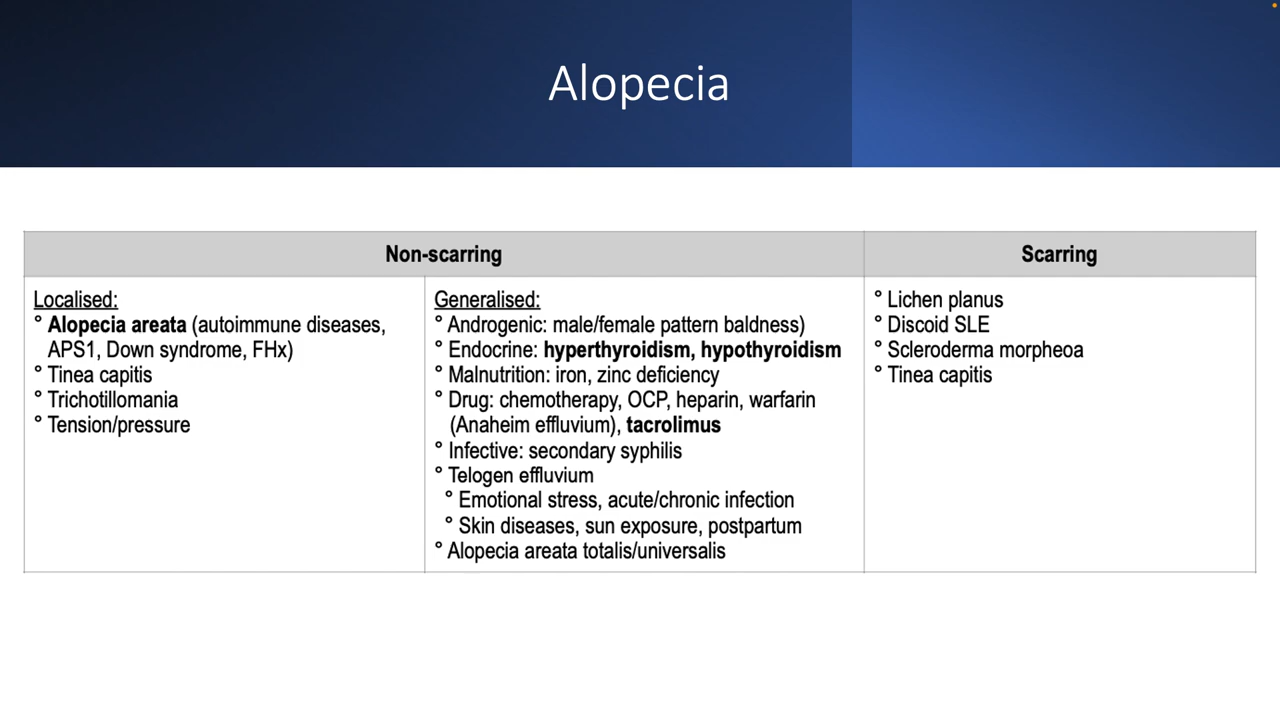 Alopecia
Non-scarring
Scarring
Localised:
° Alopecia areata (autoimmune diseases,
APS1, Down syndrome, FHx)
° Tinea capitis
° Trichotillomania
° Tension/pressure
Generalised:
° Androgenic: male/female pattern baldness)
° Endocrine: hyperthyroidism, hypothyroidism
° Malnutrition: iron, zinc deficiency
° Drug: chemotherapy, OCP, heparin, warfarin
(Anaheim effluvium), tacrolimus
° Infective: secondary syphilis
° Telogen effluvium
° Emotional stress, acute/chronic infection
° Skin diseases, sun exposure, postpartum
° Alopecia areata totalis/universalis
° Lichen planus
° Discoid SLE
° Scleroderma morpheoa
° Tinea capitis